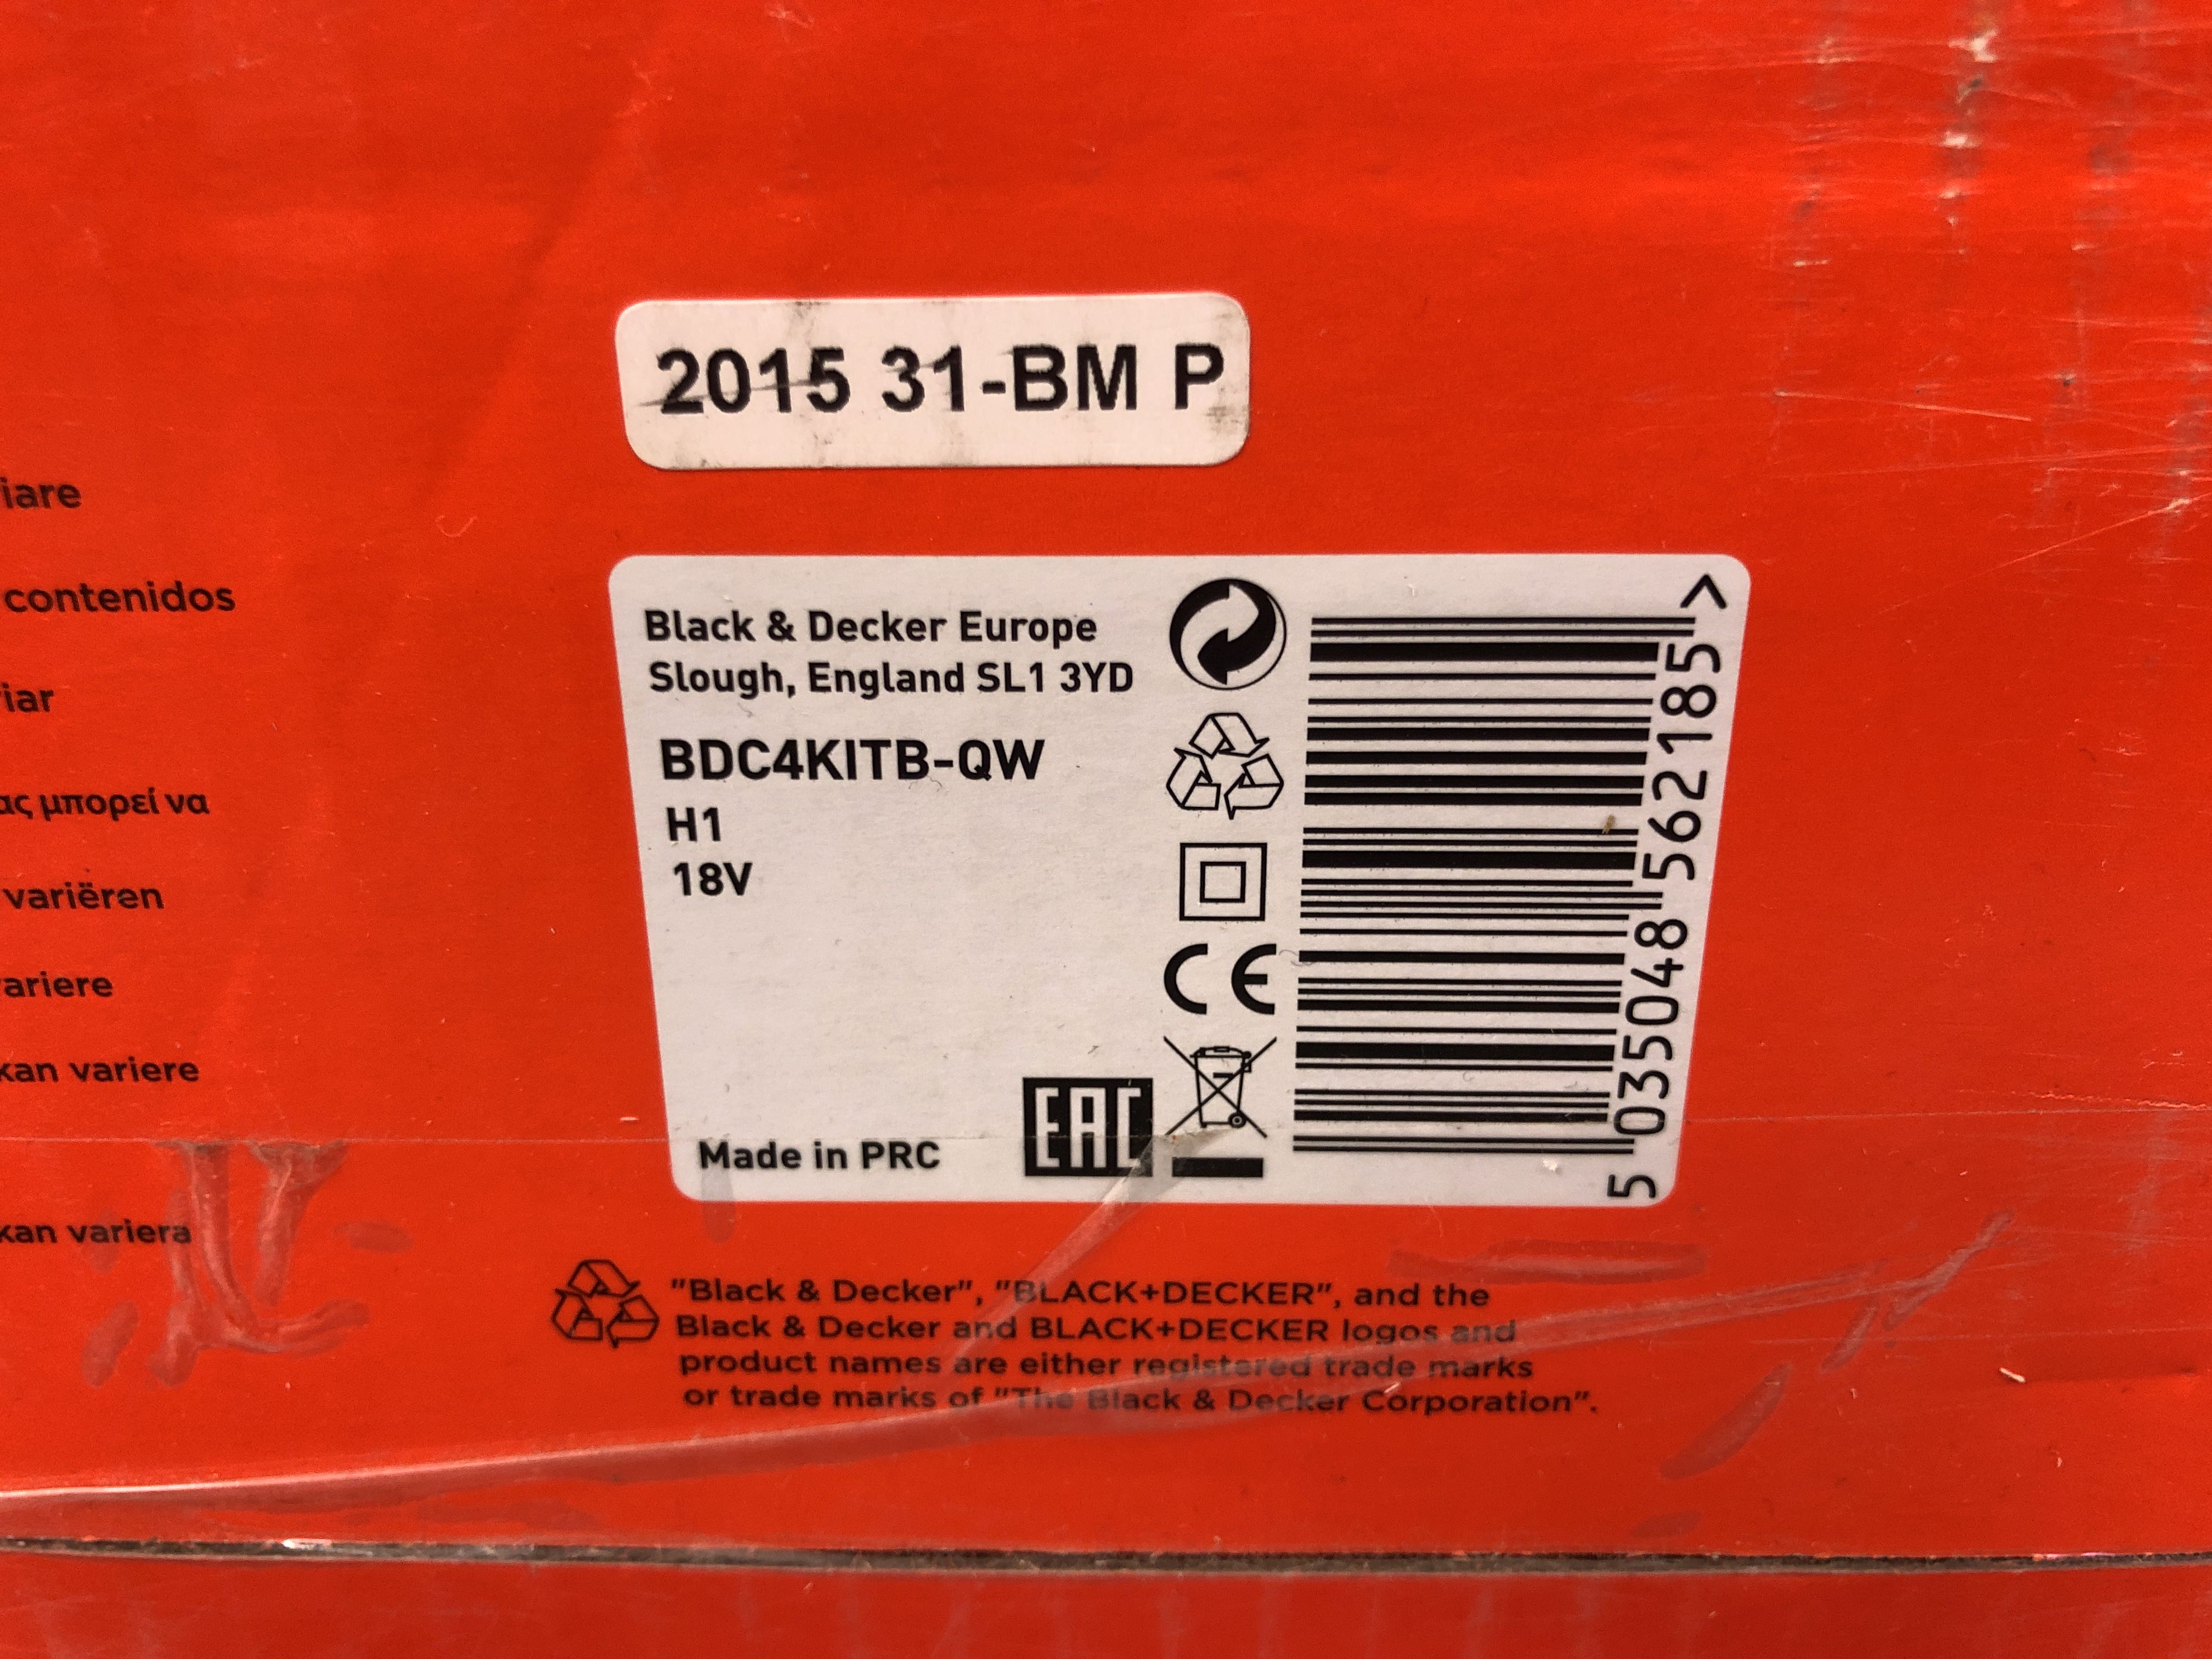 2015 31-BM P
iare
contenidos
iar
ας μπορεί να
variëren
ariere
kan variere
kan variera
Black & Decker Europe
Slough, England SL1 3YD
BDC4KITB-QW
H1
18V
CE
Made in PRC
EAC
5 035048 562185 >
"Black & Decker", "BLACK+DECKER", and the
Black & Decker and BLACK+DECKER logos and
product names are either registered trade marks
or trade marks of "The Black & Decker Corporation".